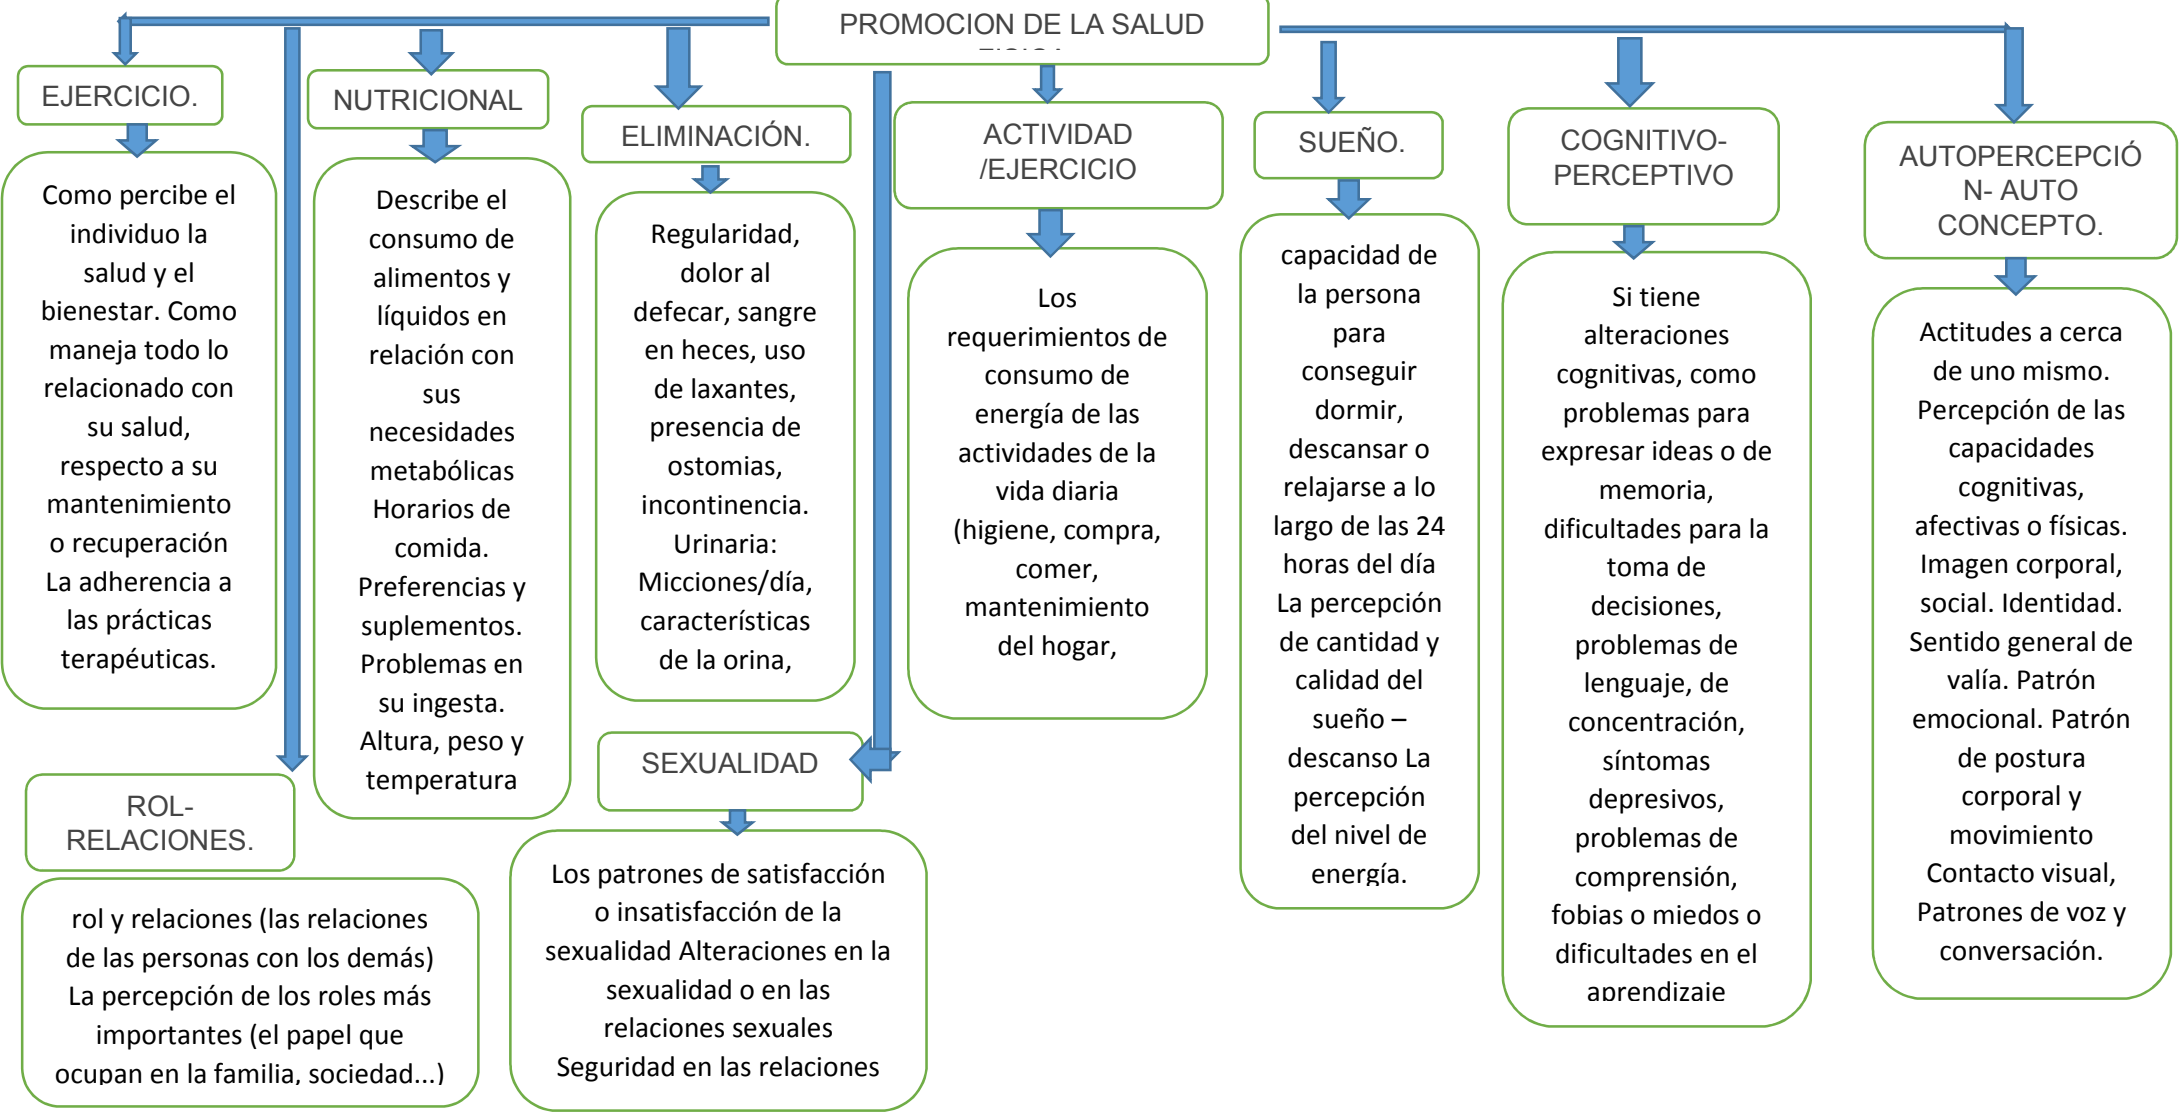 PROMOCION DE LA SALUD
EJERCICIO.
Como percibe el
individuo la
salud y el
bienestar. Como
maneja todo lo
relacionado con
su salud,
respecto a su
mantenimiento
o recuperación
La adherencia a
las prácticas
terapéuticas.
NUTRICIONAL
Describe el
consumo de
alimentos y
líquidos en
relación con
sus
necesidades
metabólicas
Horarios de
comida.
Preferencias y
suplementos.
Problemas en
su ingesta.
Altura, peso y
temperatura
ELIMINACIÓN.
Regularidad,
dolor al
defecar, sangre
en heces, uso
de laxantes,
presencia de
ostomias,
incontinencia.
Urinaria:
Micciones/día,
características
de la orina,
ACTIVIDAD
/EJERCICIO
Los
requerimientos de
consumo de
energía de las
actividades de la
vida diaria
(higiene, compra,
comer,
mantenimiento
del hogar,
SUEÑO.
capacidad de
la persona
para
conseguir
dormir,
descansar o
relajarse a lo
largo de las 24
horas del día
La percepción
de cantidad y
calidad del
sueño –
descanso La
percepción
del nivel de
energía.
COGNITIVO-
PERCEPTIVO
Si tiene
alteraciones
cognitivas, como
problemas para
expresar ideas o de
memoria,
dificultades para la
toma de
decisiones,
problemas de
lenguaje, de
concentración,
síntomas
depresivos,
problemas de
comprensión,
fobias o miedos o
dificultades en el
aprendizaje
AUTOPERCEPCIÓ
N- AUTO
CONCEPTO.
Actitudes a cerca
de uno mismo.
Percepción de las
capacidades
cognitivas,
afectivas o físicas.
Imagen corporal,
social. Identidad.
Sentido general de
valía. Patrón
emocional. Patrón
de postura
corporal y
movimiento
Contacto visual,
Patrones de voz y
conversación.
ROL-
RELACIONES.
rol y relaciones (las relaciones
de las personas con los demás)
La percepción de los roles más
importantes (el papel que
ocupan en la familia, sociedad...)
SEXUALIDAD
Los patrones de satisfacción
o insatisfacción de la
sexualidad Alteraciones en la
sexualidad o en las
relaciones sexuales
Seguridad en las relaciones